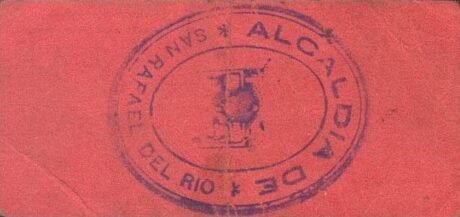 ALCALDIA DE
* SAN RAFAEL DEL RIO *